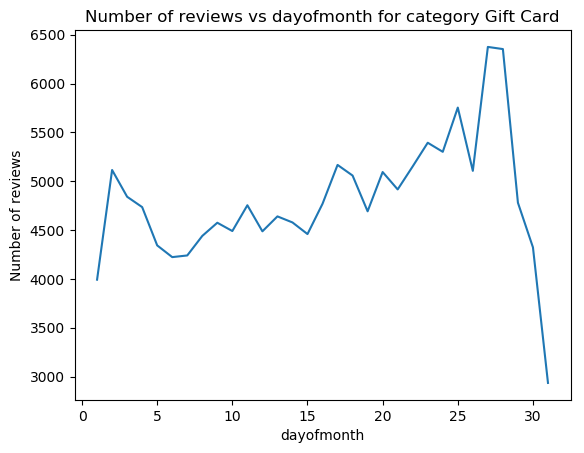 Number of reviews vs dayofmonth for category Gift Card
6500
6000
5500
5000
4500
4000
3500
3000
Number of reviews
0 5 10 15 20 25 30
dayofmonth